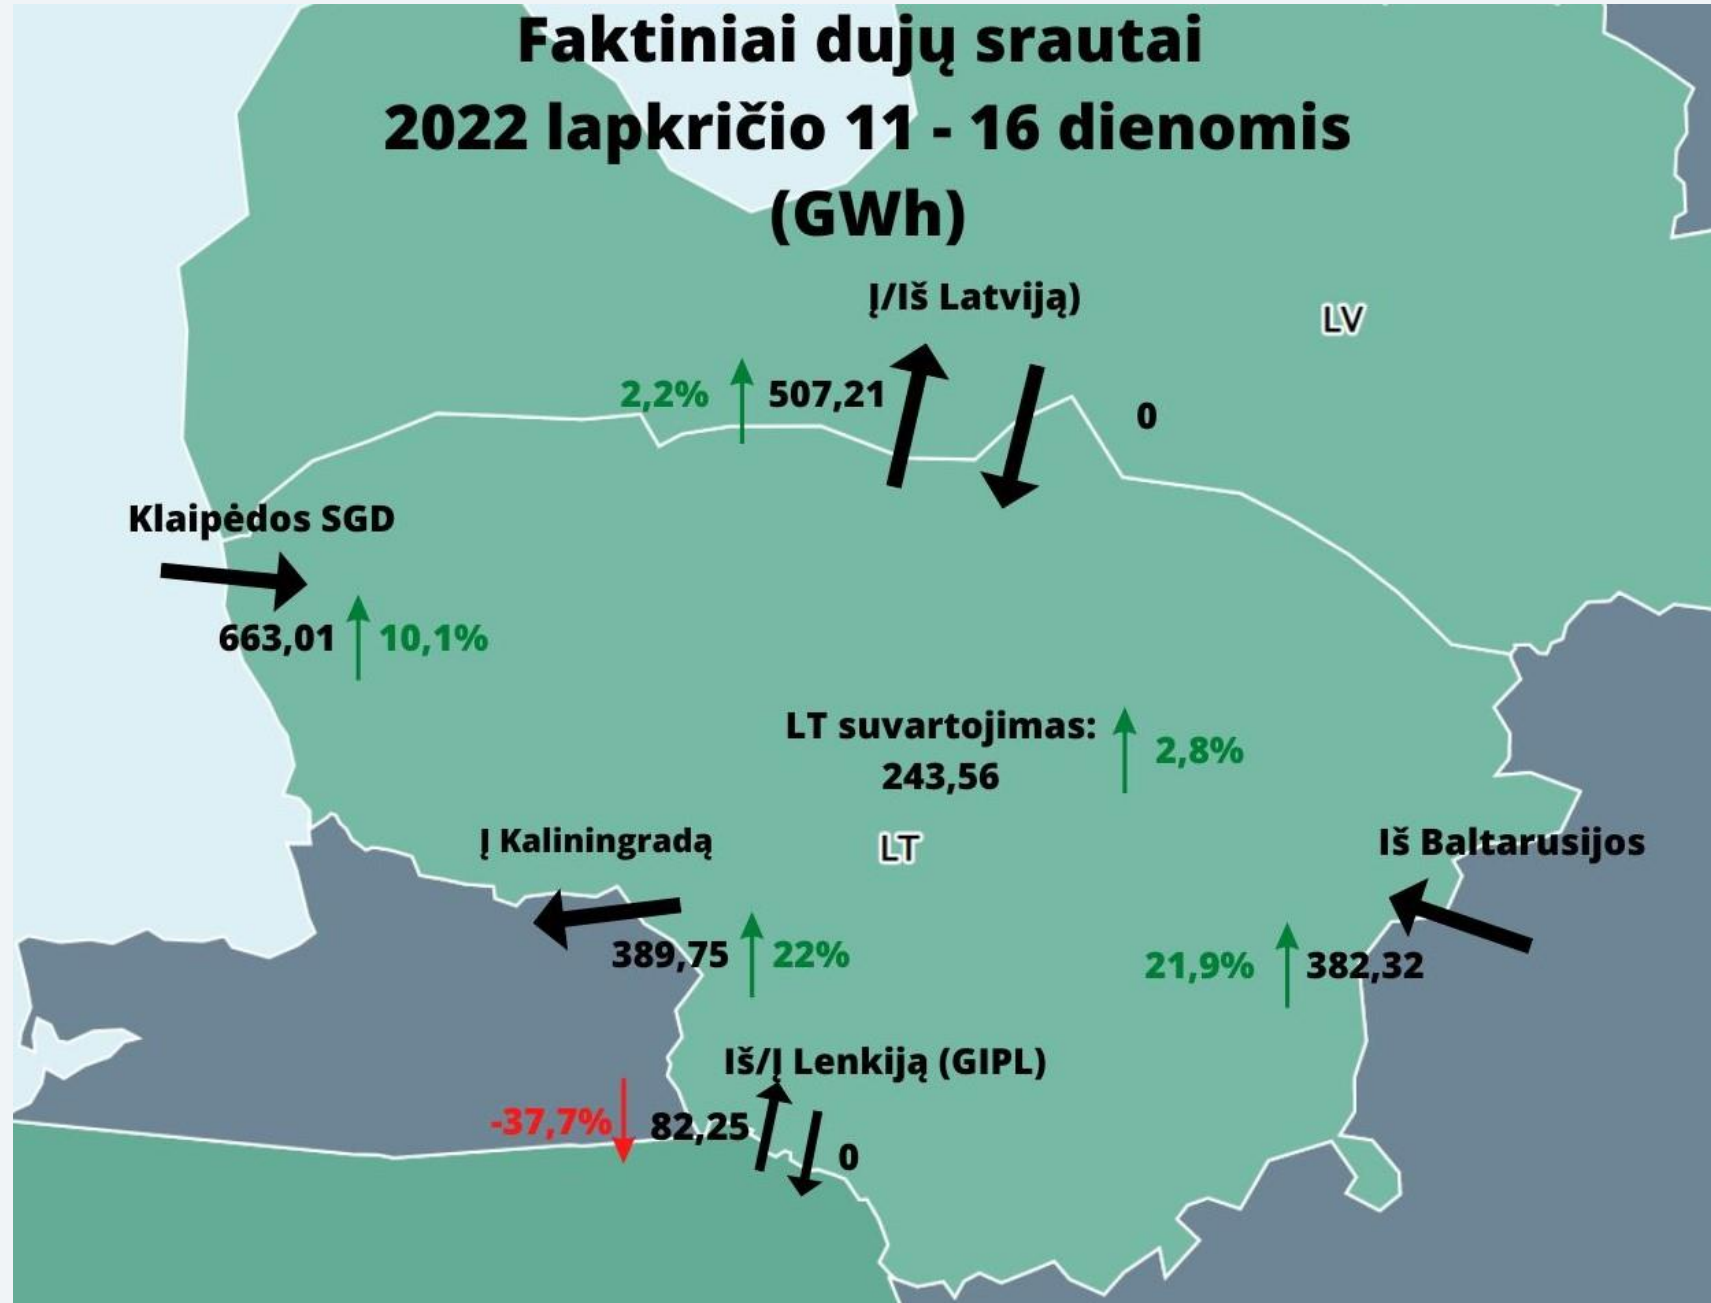 Faktiniai dujų srautai
2022 lapkričio 11 - 16 dienomis
(GWh)
Į/Iš Latviją)
LV
2,2% 507,21
0
Klaipėdos SGD
663,01 10,1%
LT suvartojimas:
243,56
2,8%
Į Kaliningradą
LT
Iš Baltarusijos
389,75 22%
21,9% 382,32
Iš/Į Lenkiją (GIPL)
-37,7% 82,25
0